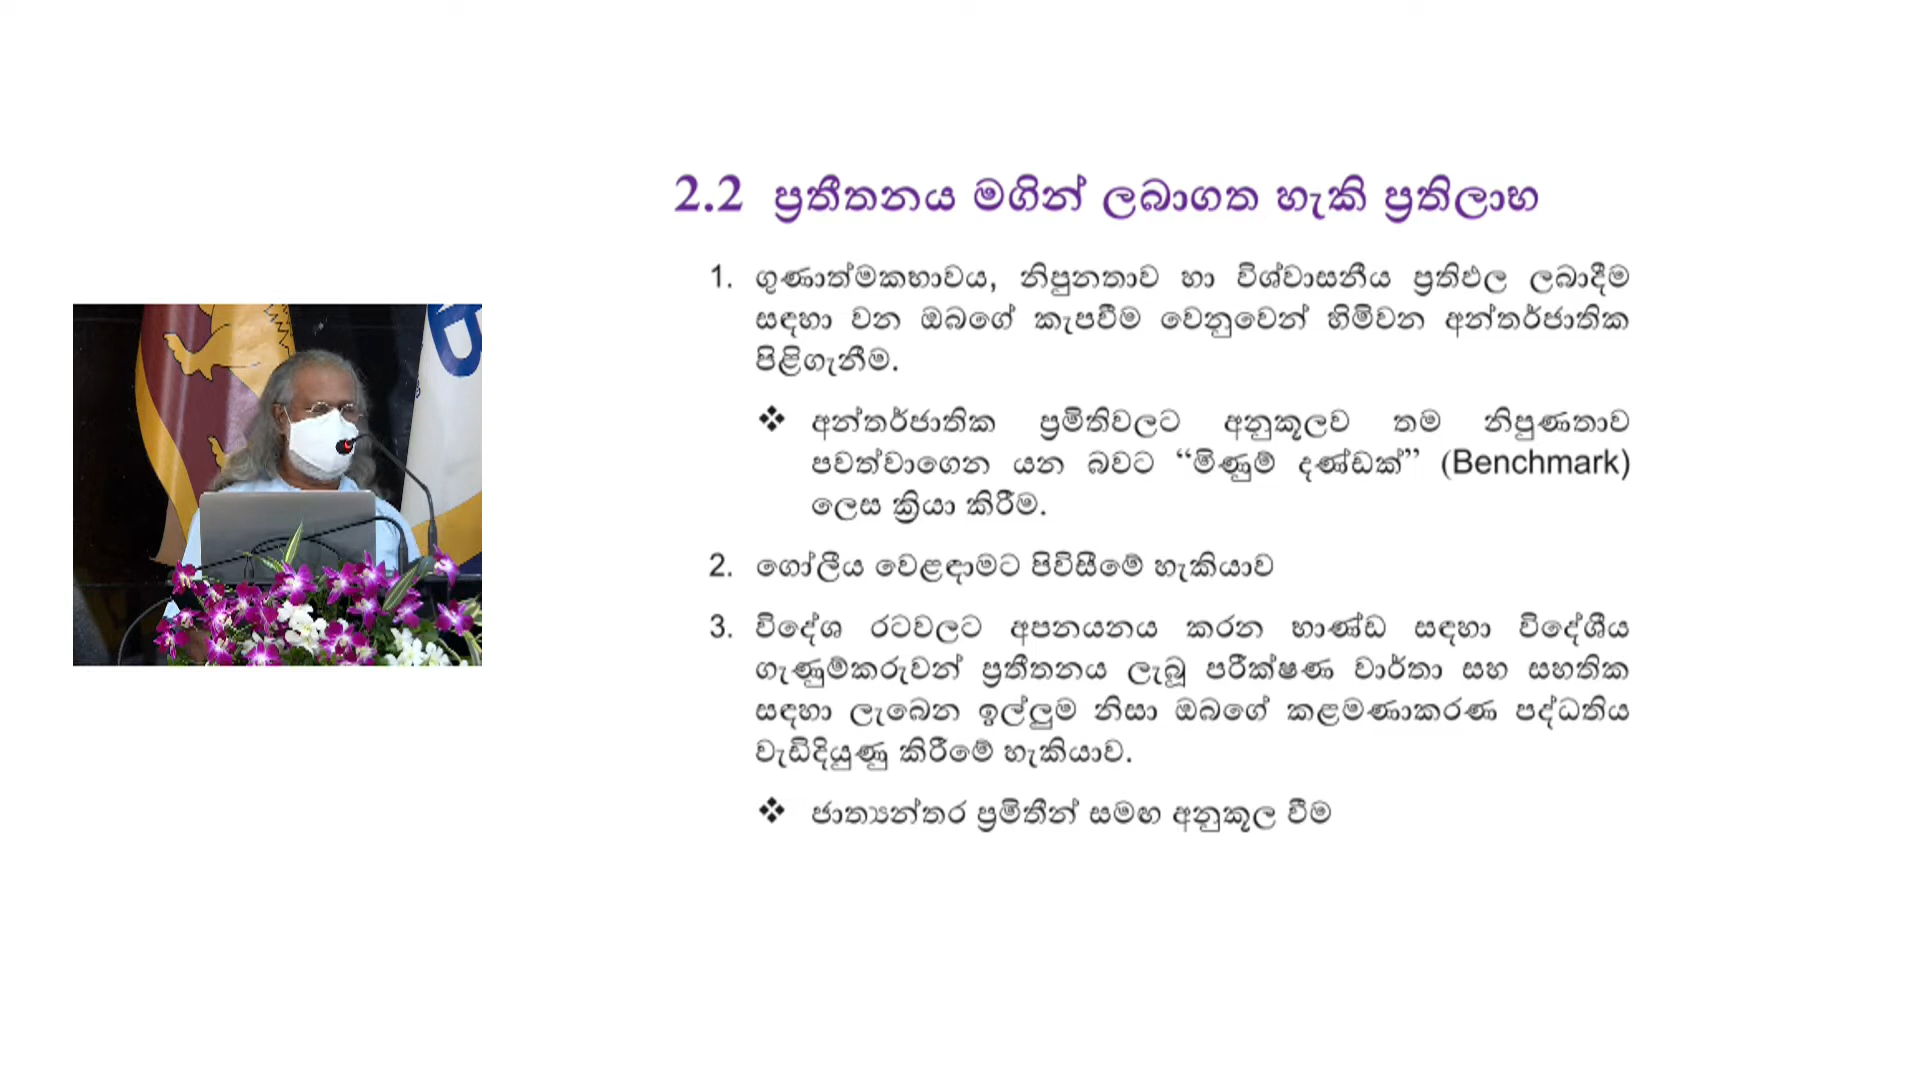 2.2 ප්‍රතීතනය මගින් ලබාගත හැකි ප්‍රතිලාභ
1. ගුණාත්මකභාවය, නිපුනතාව හා විශ්වාසනීය ප්‍රතිඵල ලබාදීම
සඳහා වන ඔබගේ කැපවීම වෙනුවෙන් හිමිවන අන්තර්ජාතික
පිළිගැනීම.
❖ අන්තර්ජාතික ප්‍රමිතිවලට අනුකූලව තම නිපුණතාව
පවත්වාගෙන යන බවට “මිණුම් දණ්ඩක්” (Benchmark)
ලෙස ක්‍රියා කිරීම.
2. ගෝලීය වෙළඳාමට පිවිසීමේ හැකියාව
3. විදේශ රටවලට අපනයනය කරන භාණ්ඩ සඳහා විදේශීය
ගැණුම්කරුවන් ප්‍රතීතනය ලැබූ පරීක්ෂණ වාර්තා සහ සහතික
සඳහා ලැබෙන ඉල්ලුම නිසා ඔබගේ කළමණාකරණ පද්ධතිය
වැඩිදියුණු කිරීමේ හැකියාව.
❖ ජාත්‍යන්තර ප්‍රමිතීන් සමඟ අනුකූල වීම